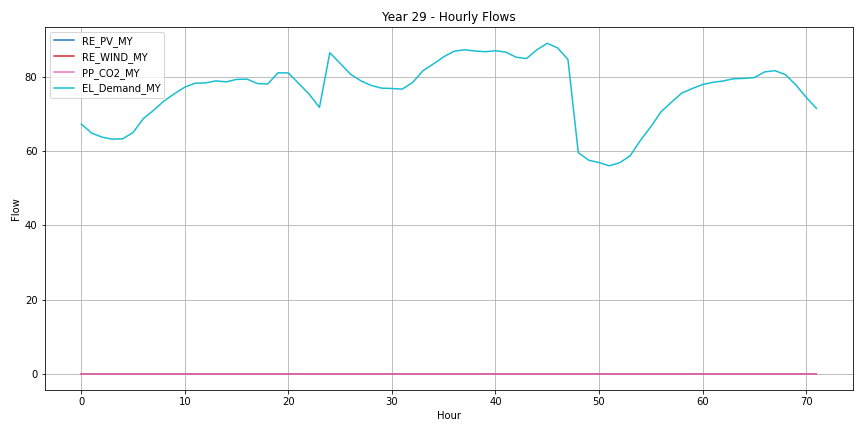 Year 29 - Hourly Flows
RE_PV_MY
RE_WIND_MY
PP_CO2_MY
EL_Demand_MY
80
60
40
20
0
Flow
0 10 20 30 40 50 60 70
Hour